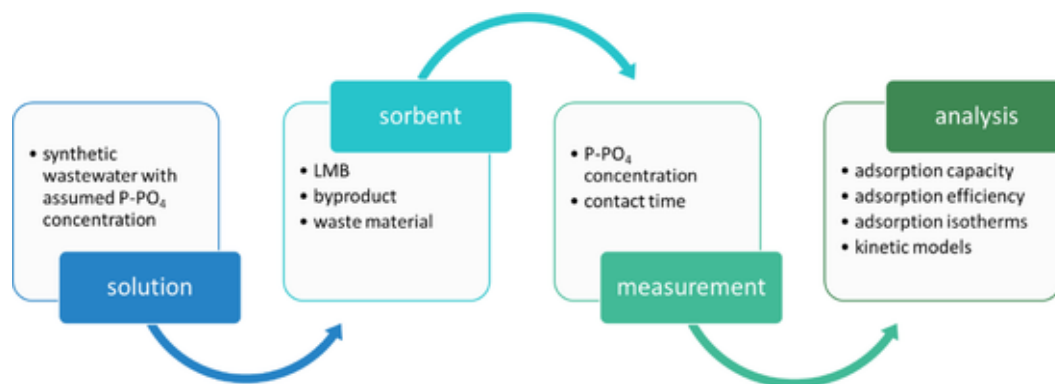 • synthetic
wastewater with
assumed P-PO₄
concentration
solution
sorbent
• LMB
• byproduct
• waste material
• P-PO₄
concentration
• contact time
measurement
analysis
• adsorption capacity
• adsorption efficiency
• adsorption isotherms
• kinetic models